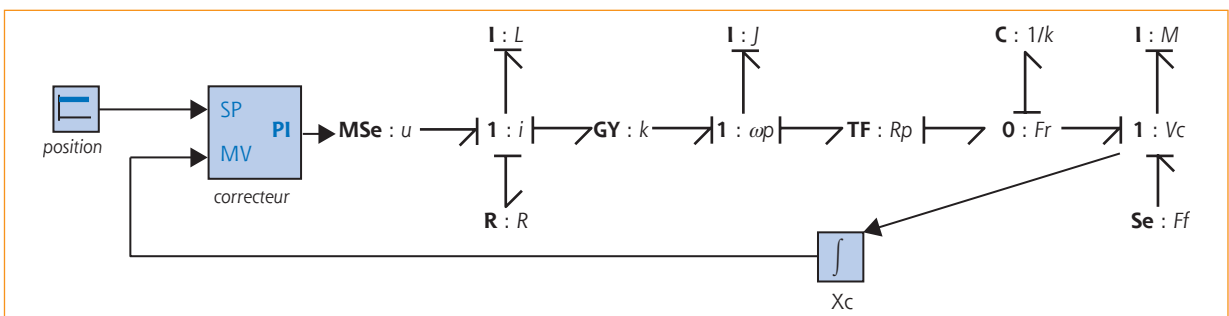 I : L
I : J
C : 1/k
I : M
position
SP
MV
PI
correcteur
MSe : u
1 : i
GY : k
1 : ωp
TF : Rp
0 : Fr
1 : Vc
R : R
Se : Ff
∫
Xc